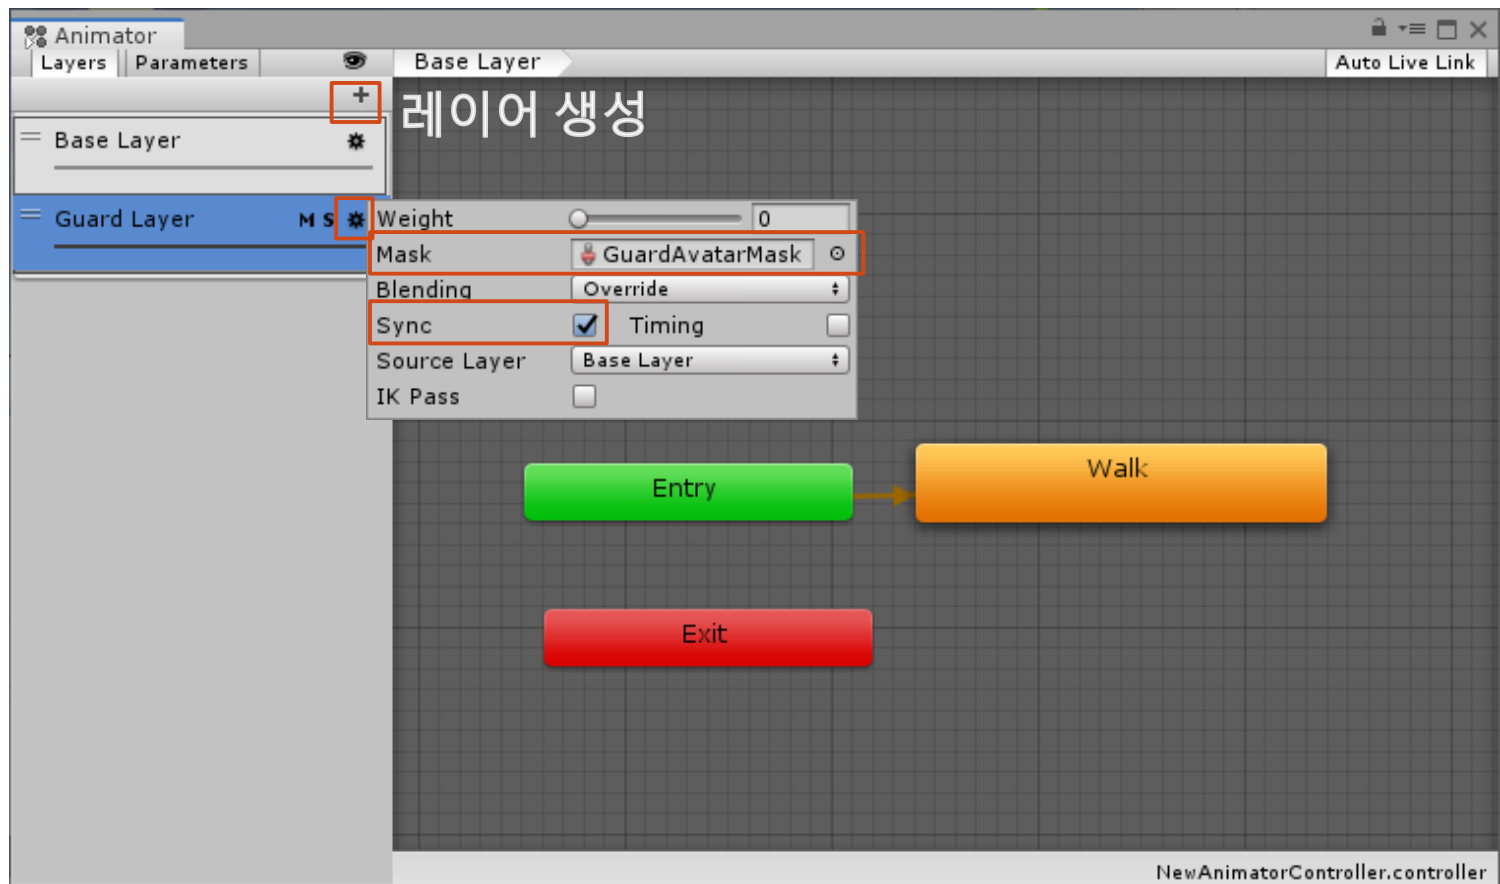 Animator
Layers Parameters Base Layer Auto Live Link
+ 레이어 생성
Base Layer
Guard Layer M S
Weight 0
Mask GuardAvatarMask
Blending Override
Sync Timing
Source Layer Base Layer
IK Pass
Entry
Walk
Exit
NewAnimatorController.controller